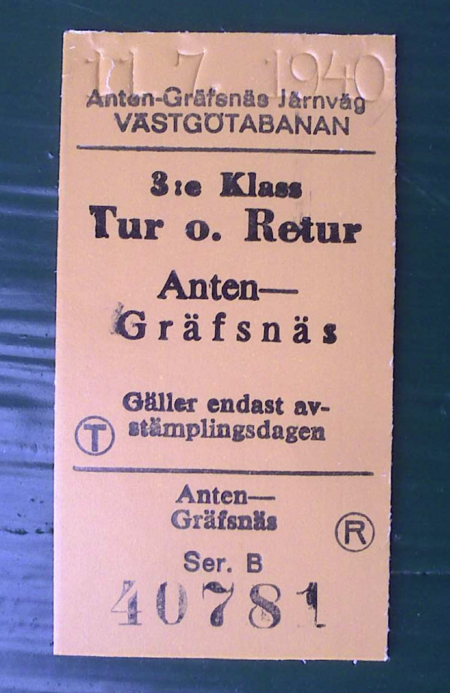 11. 7. 1940
Anten-Gräfsnäs Järnväg
VÄSTGÖTABANAN
3:e Klass
Tur o. Retur
Anten—
Gräfsnäs
Gäller endast av-
stämplingsdagen
T
Anten—
Gräfsnäs
R
Ser. B
40781